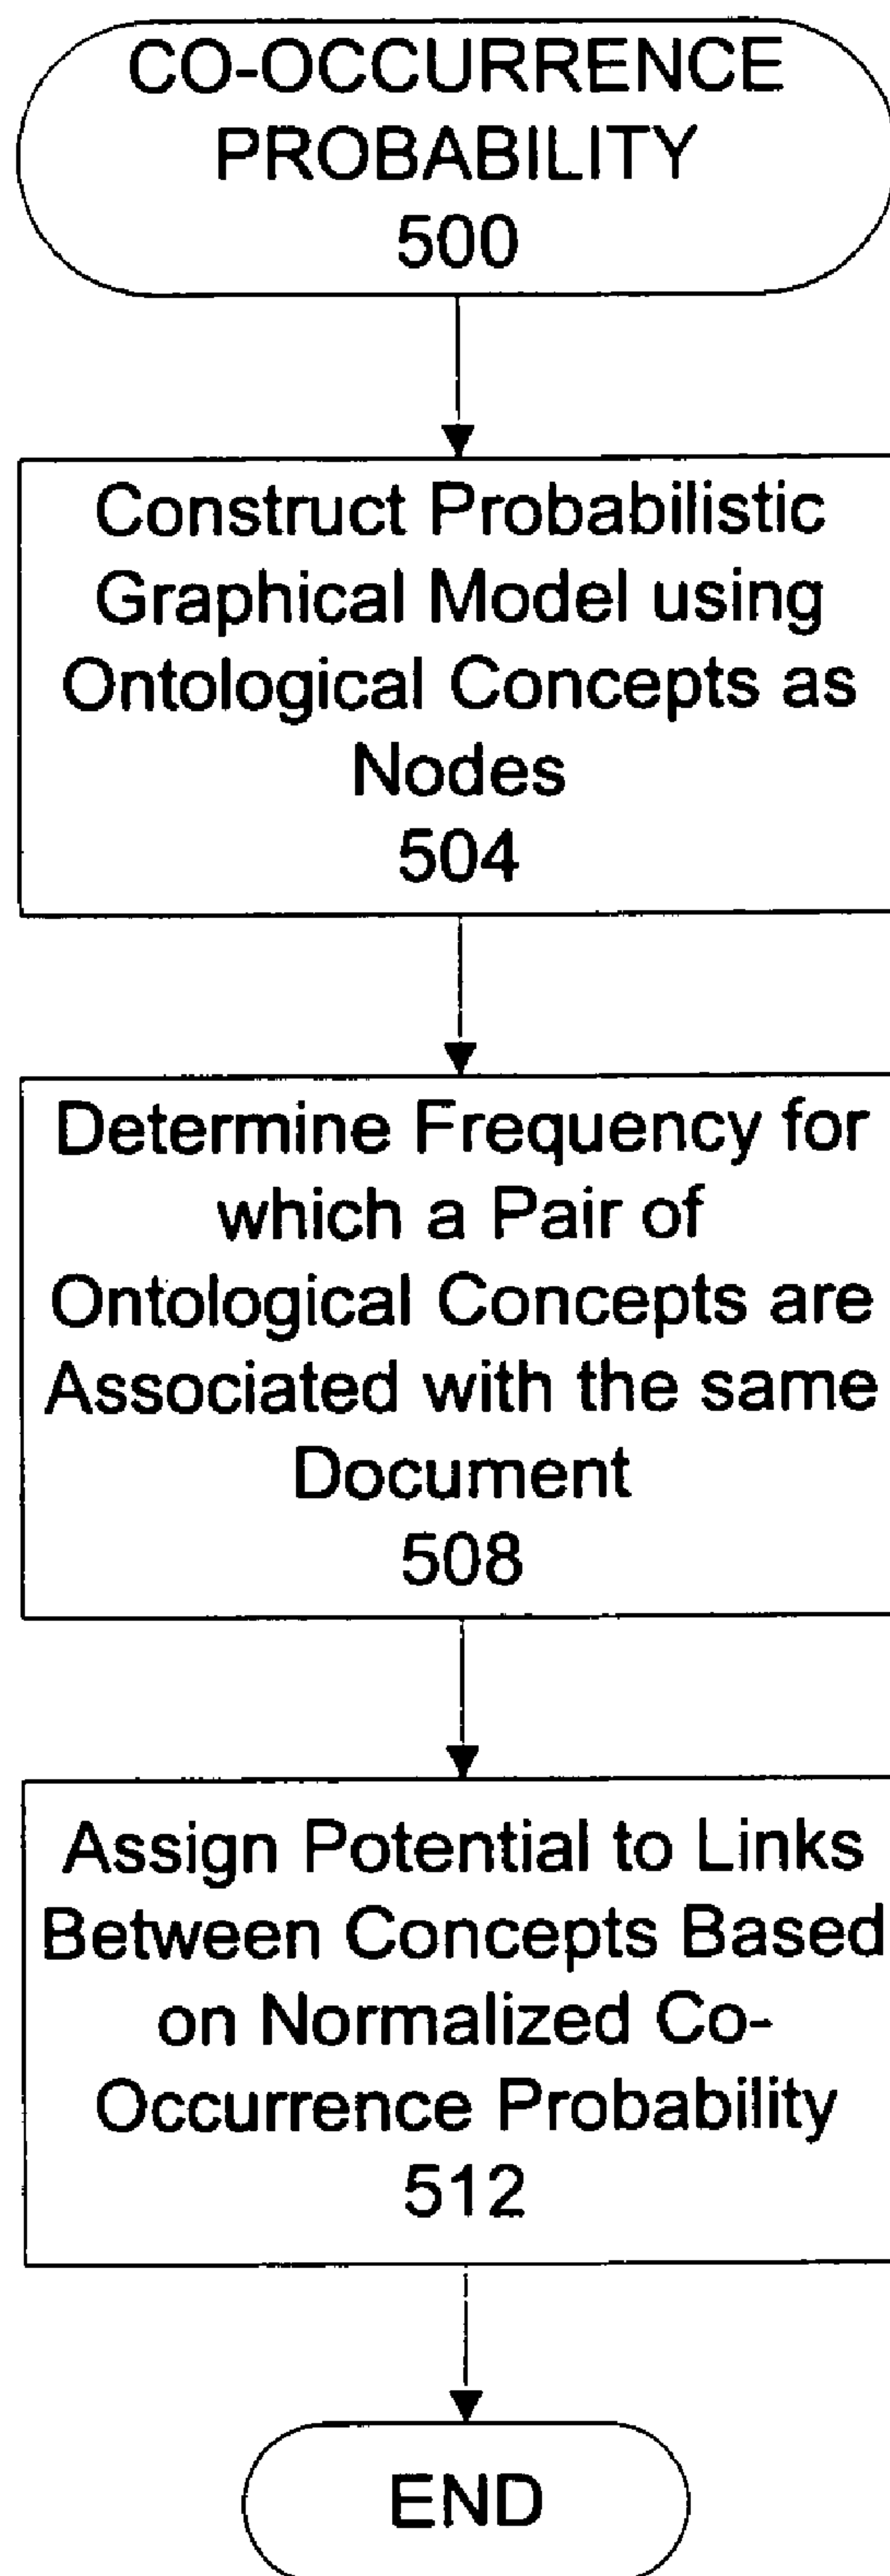 CO-OCCURRENCE
PROBABILITY
500
Construct Probabilistic
Graphical Model using
Ontological Concepts as
Nodes
504
Determine Frequency for
which a Pair of
Ontological Concepts are
Associated with the same
Document
508
Assign Potential to Links
Between Concepts Based
on Normalized Co-
Occurrence Probability
512
END